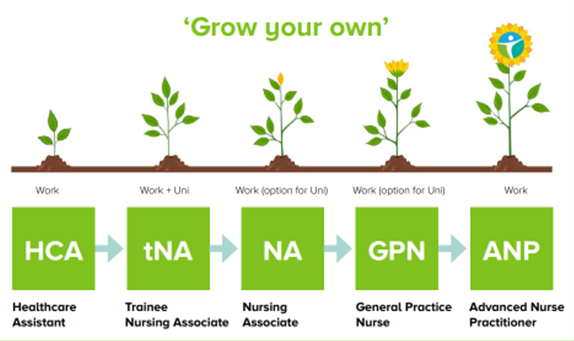 ‘Grow your own’
Work
Work + Uni
Work (option for Uni)
Work (option for Uni)
Work
HCA
tNA
NA
GPN
ANP
Healthcare
Assistant
Trainee
Nursing Associate
Nursing
Associate
General Practice
Nurse
Advanced Nurse
Practitioner